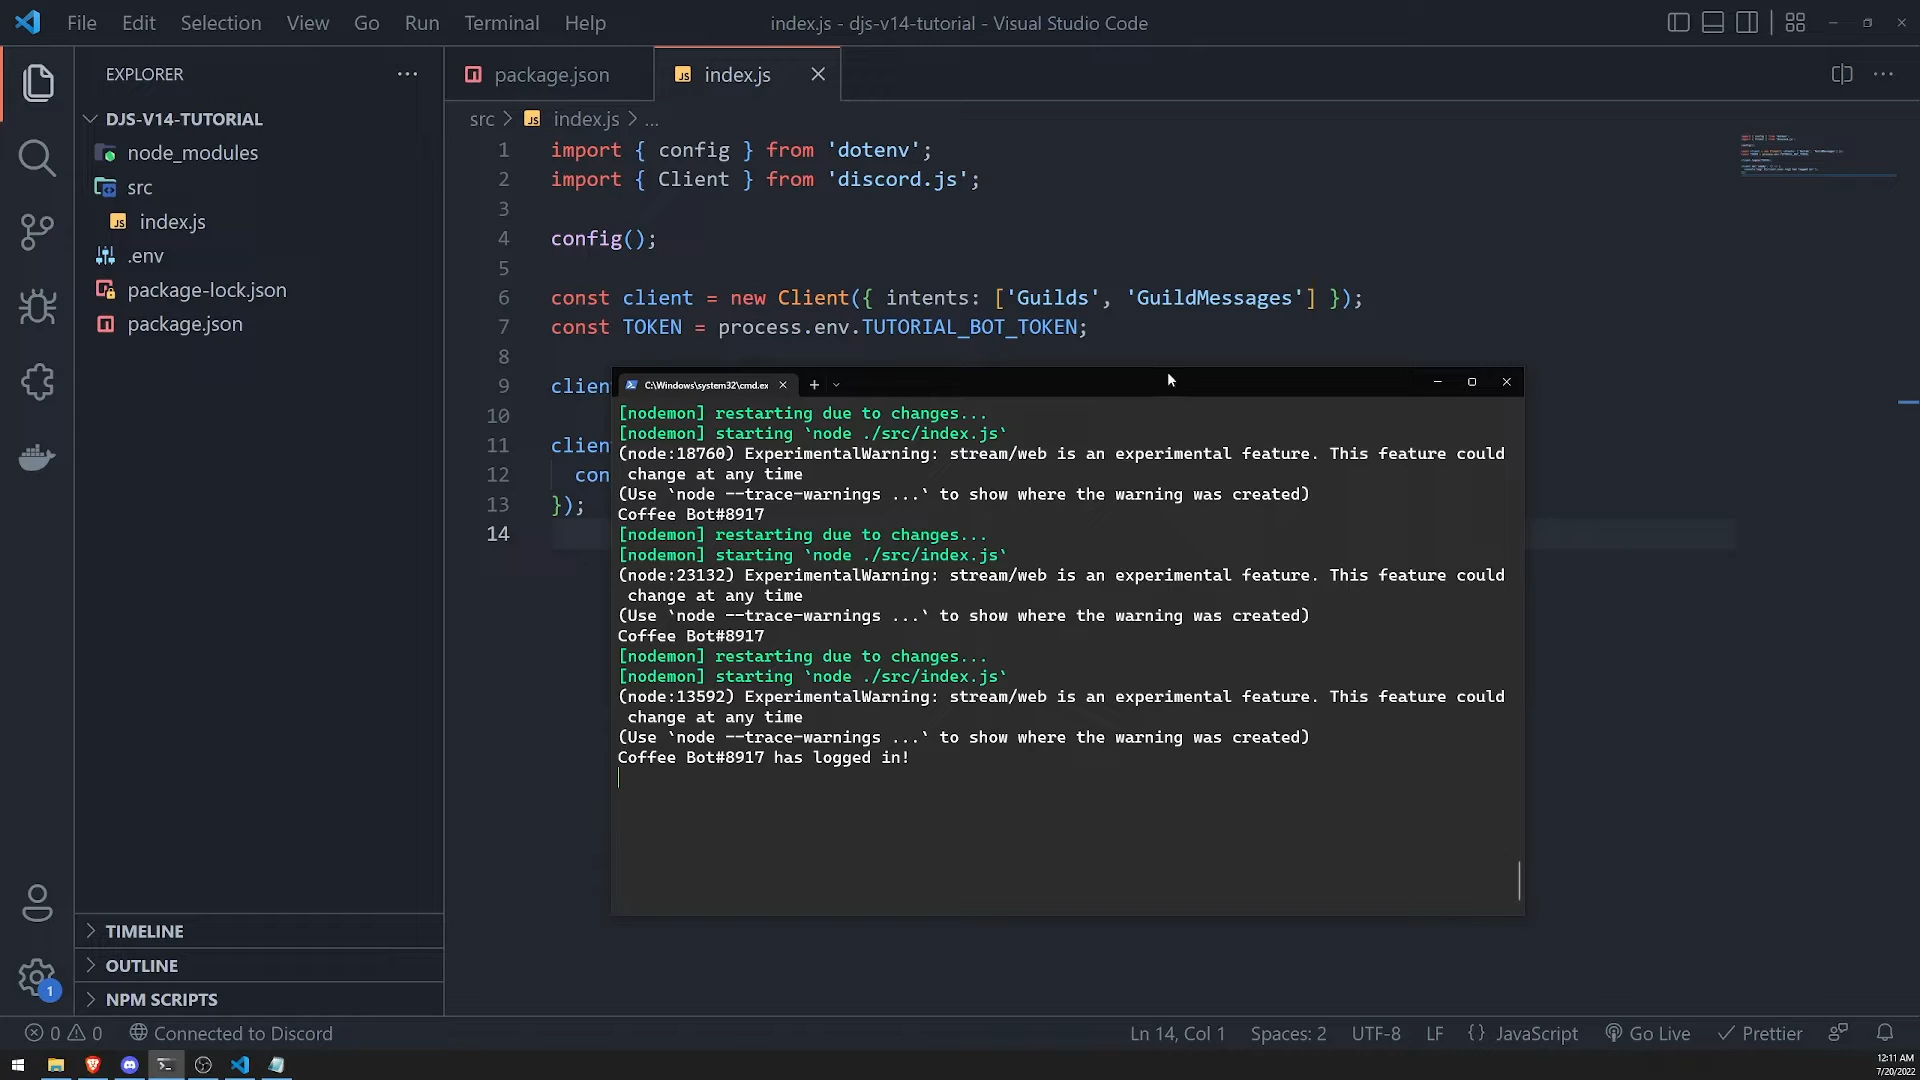 File Edit Selection View Go Run Terminal Help
index.js - djs-v14-tutorial - Visual Studio Code
EXPLORER
DJS-V14-TUTORIAL
node_modules
src
index.js
.env
package-lock.json
package.json
TIMELINE
OUTLINE
NPM SCRIPTS
package.json
index.js
src > index.js > ...
1 import { config } from 'dotenv';
2 import { Client } from 'discord.js';
3
4 config();
5
6 const client = new Client({ intents: ['Guilds', 'GuildMessages'] });
7 const TOKEN = process.env.TUTORIAL_BOT_TOKEN;
8
9 clien
10
11 clien
12 con
13 });
14
C:\Windows\system32\cmd.ex
[nodemon] restarting due to changes...
[nodemon] starting `node ./src/index.js`
(node:18760) ExperimentalWarning: stream/web is an experimental feature. This feature could
change at any time
(Use `node --trace-warnings ...` to show where the warning was created)
Coffee Bot#8917
[nodemon] restarting due to changes...
[nodemon] starting `node ./src/index.js`
(node:23132) ExperimentalWarning: stream/web is an experimental feature. This feature could
change at any time
(Use `node --trace-warnings ...` to show where the warning was created)
Coffee Bot#8917
[nodemon] restarting due to changes...
[nodemon] starting `node ./src/index.js`
(node:13592) ExperimentalWarning: stream/web is an experimental feature. This feature could
change at any time
(Use `node --trace-warnings ...` to show where the warning was created)
Coffee Bot#8917 has logged in!
1
0 0 Connected to Discord
Ln 14, Col 1 Spaces: 2 UTF-8 LF {} JavaScript Go Live Prettier
12:11 AM
7/20/2022